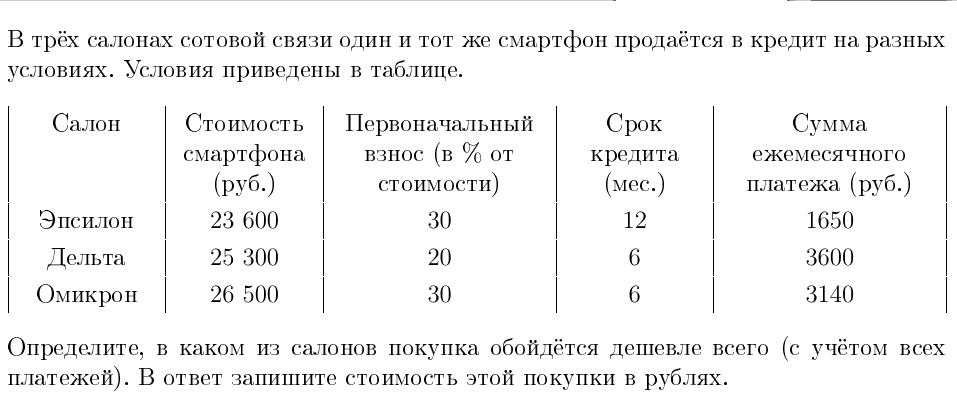 В трёх салонах сотовой связи один и тот же смартфон продаётся в кредит на разных
условиях. Условия приведены в таблице.
Салон Стоимость смартфона (руб.) Первоначальный взнос (в % от стоимости) Срок кредита (мес.) Сумма ежемесячного платежа (руб.)
Эпсилон 23 600 30 12 1650
Дельта 25 300 20 6 3600
Омикрон 26 500 30 6 3140
Определите, в каком из салонов покупка обойдётся дешевле всего (с учётом всех
платежей). В ответ запишите стоимость этой покупки в рублях.